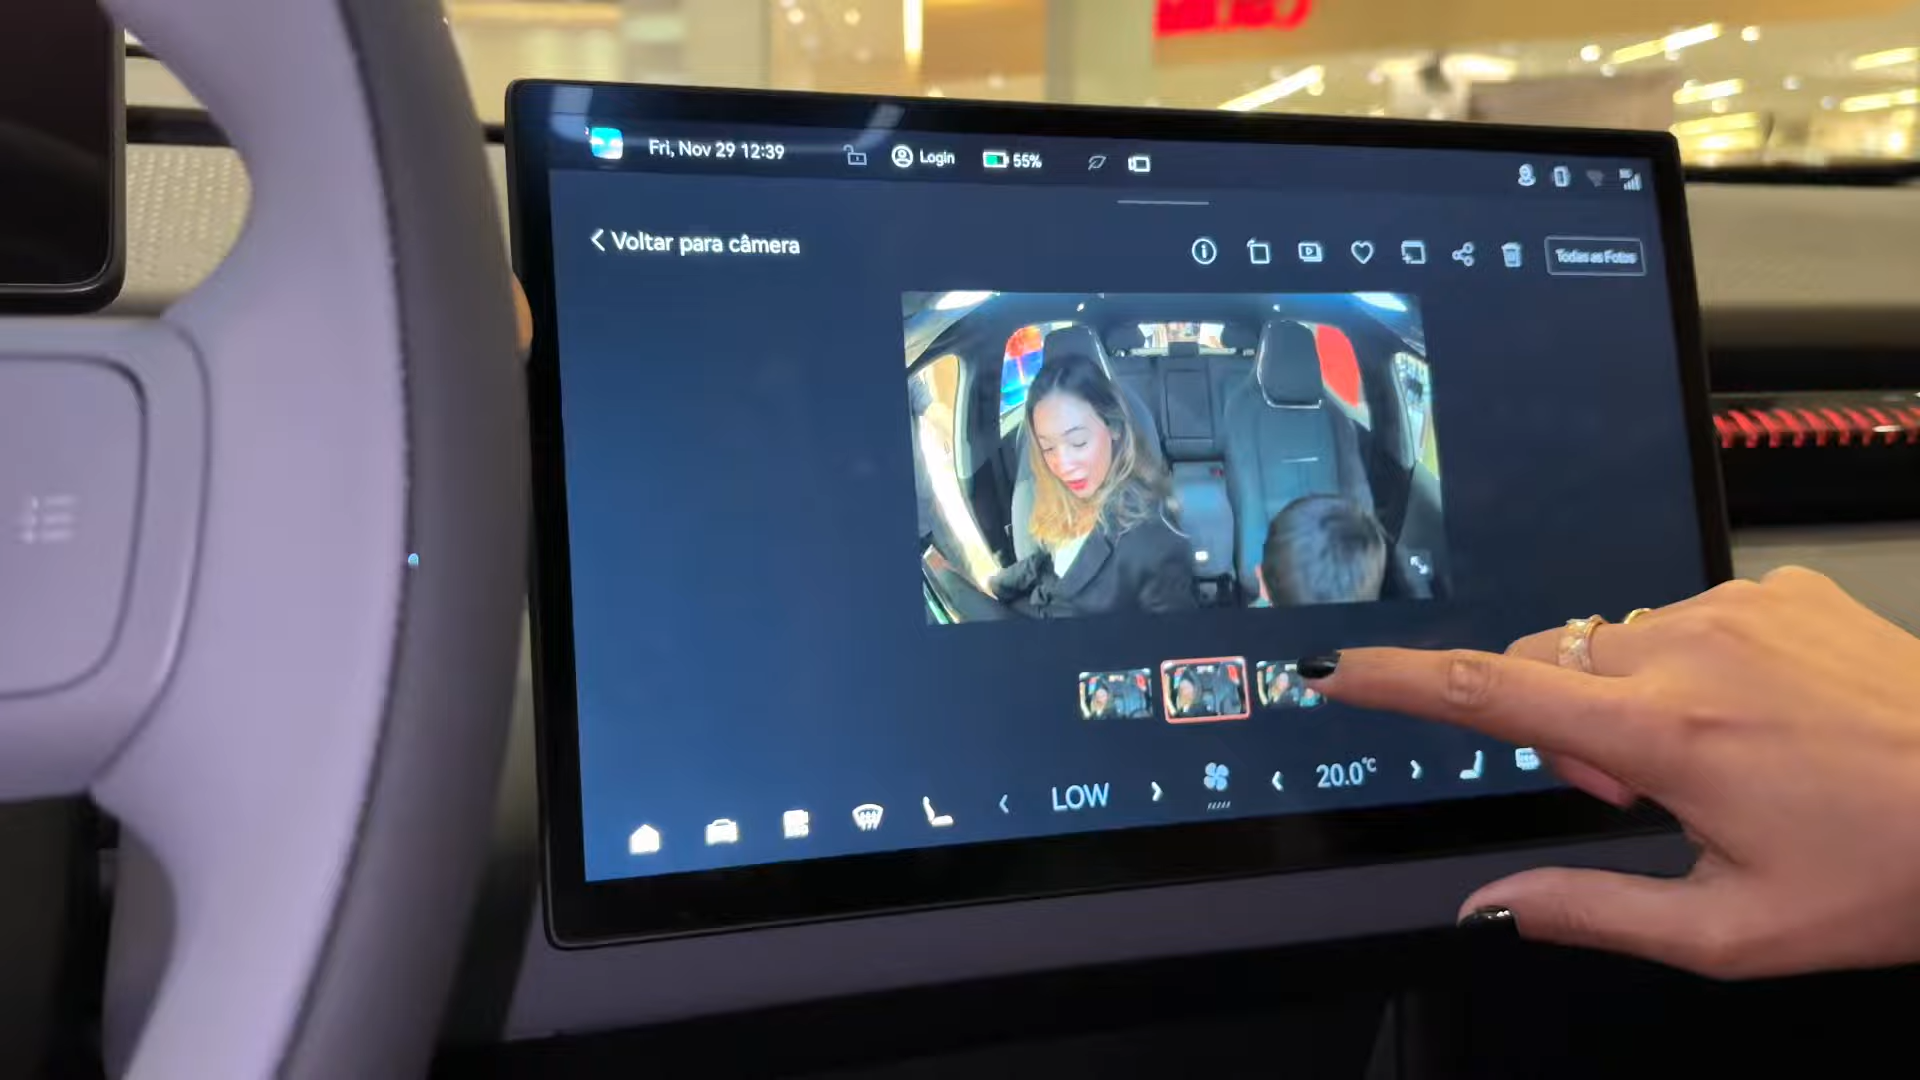 Fri, Nov 29 12:39
Login
55%
Voltar para câmera
Todas as Fotos
LOW
20.0°C